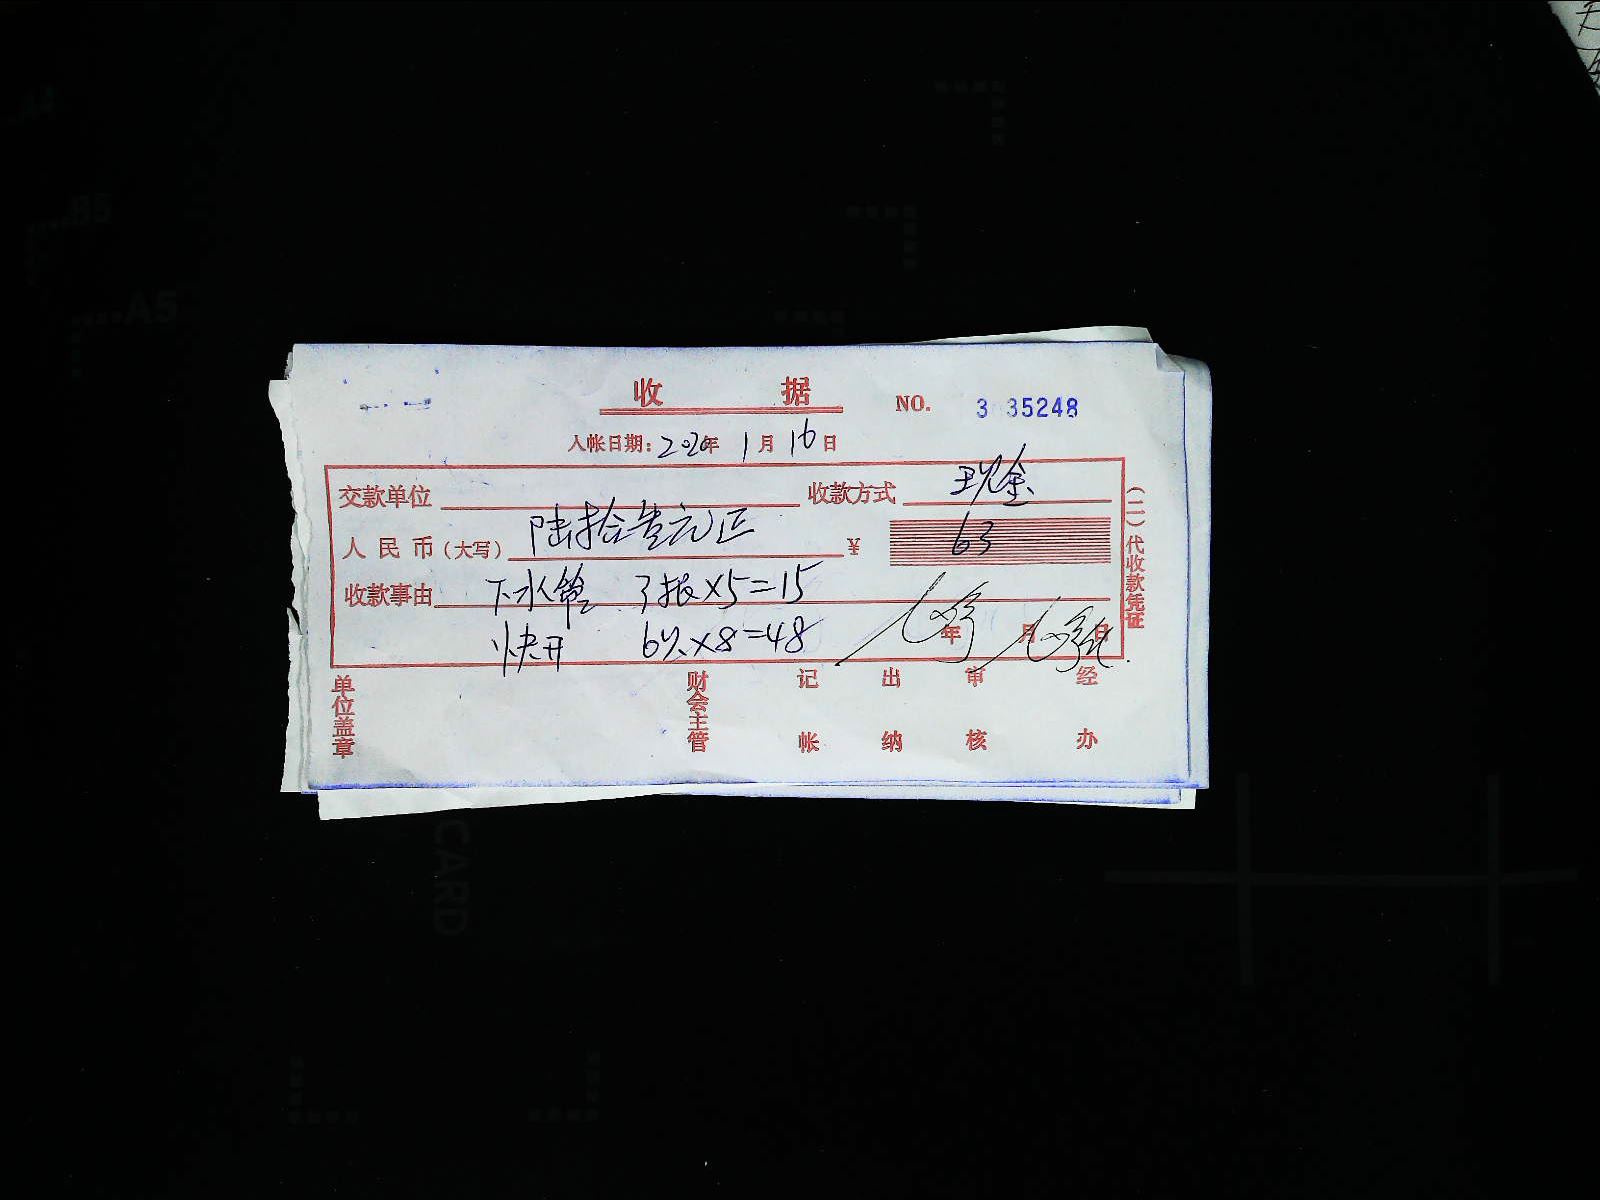 收 据 NO. 3 35248
入帐日期: 2020年 1月 16日
交款单位 收款方式 现金
人民币(大写) 陆拾叁元正 ¥ 63
收款事由 下水管 3根×5=15
快开 6个×8=48
年 月 日
(二)代收款凭证
单位盖章 财会主管 记帐 出纳 审核 经办
A5
B5
CARD